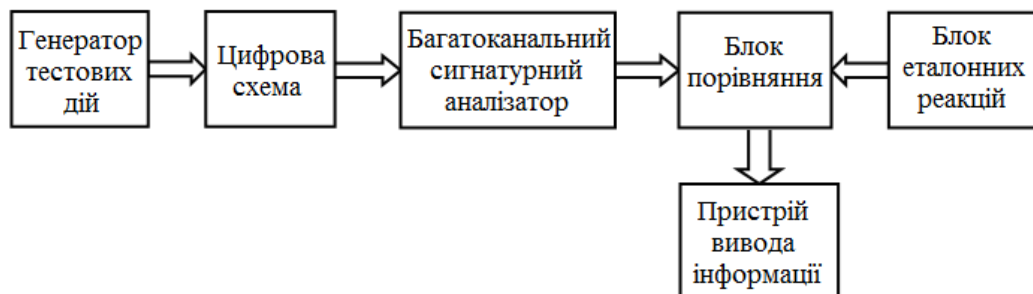 Генератор
тестових
дій
Цифрова
схема
Багатоканальний
сигнатурний
аналізатор
Блок
порівняння
Блок
еталонних
реакцій
Пристрій
вивода
інформації